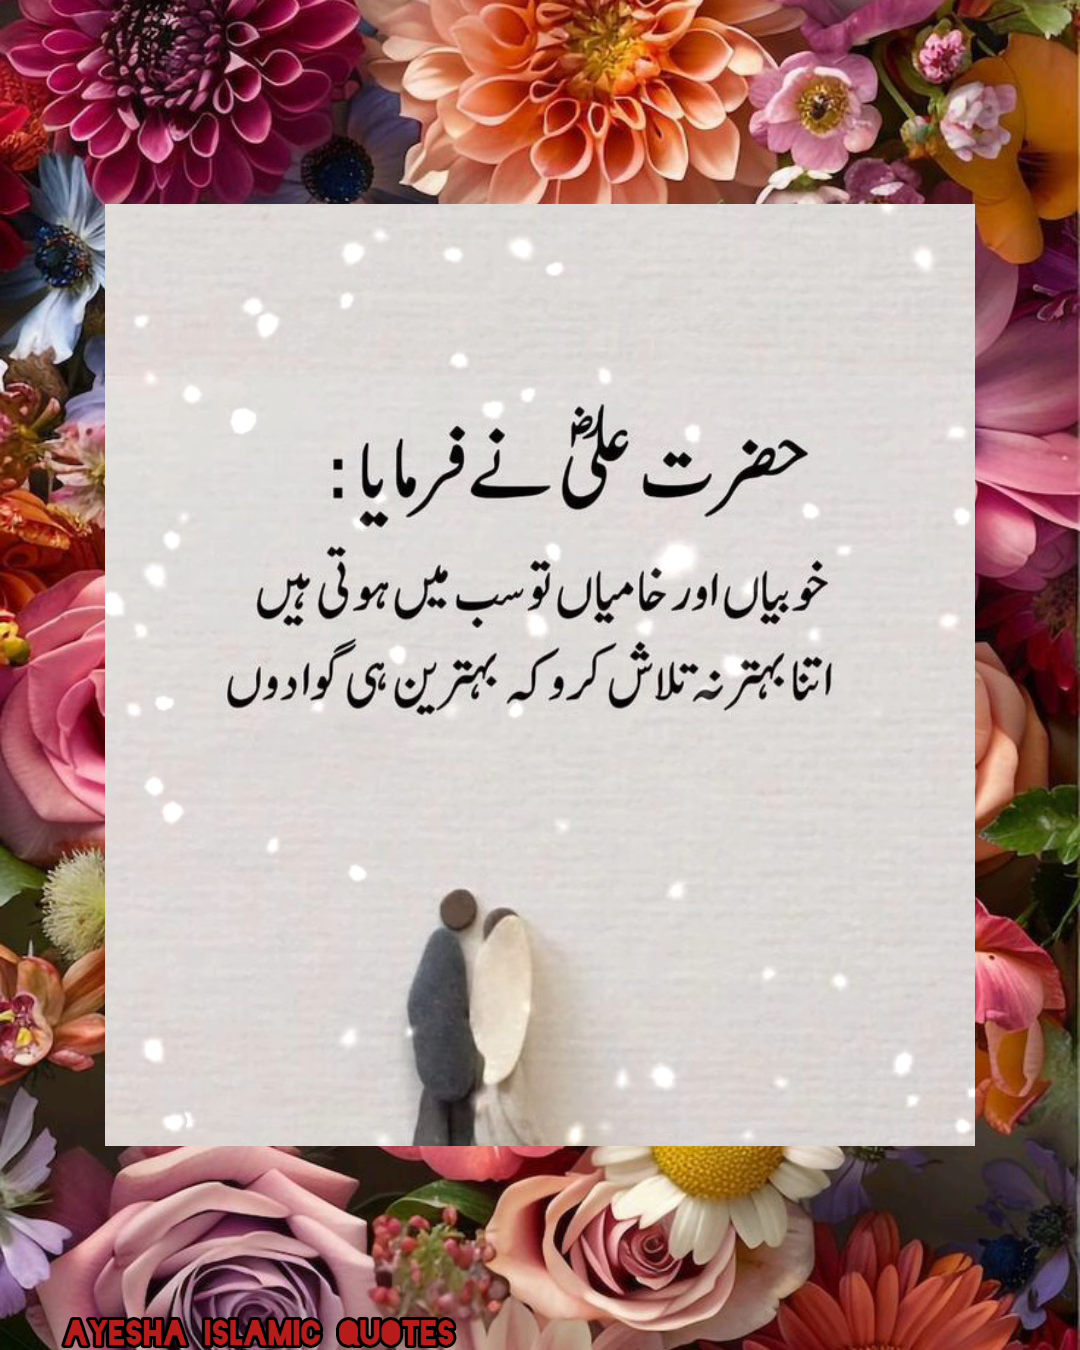 حضرت علیؓ نے فرمایا :
خوبیاں اور خامیاں تو سب میں ہوتی ہیں
اتنا بہتر نہ تلاش کرو کہ بہترین ہی گوا دوں
AYESHA ISLAMIC QUOTES